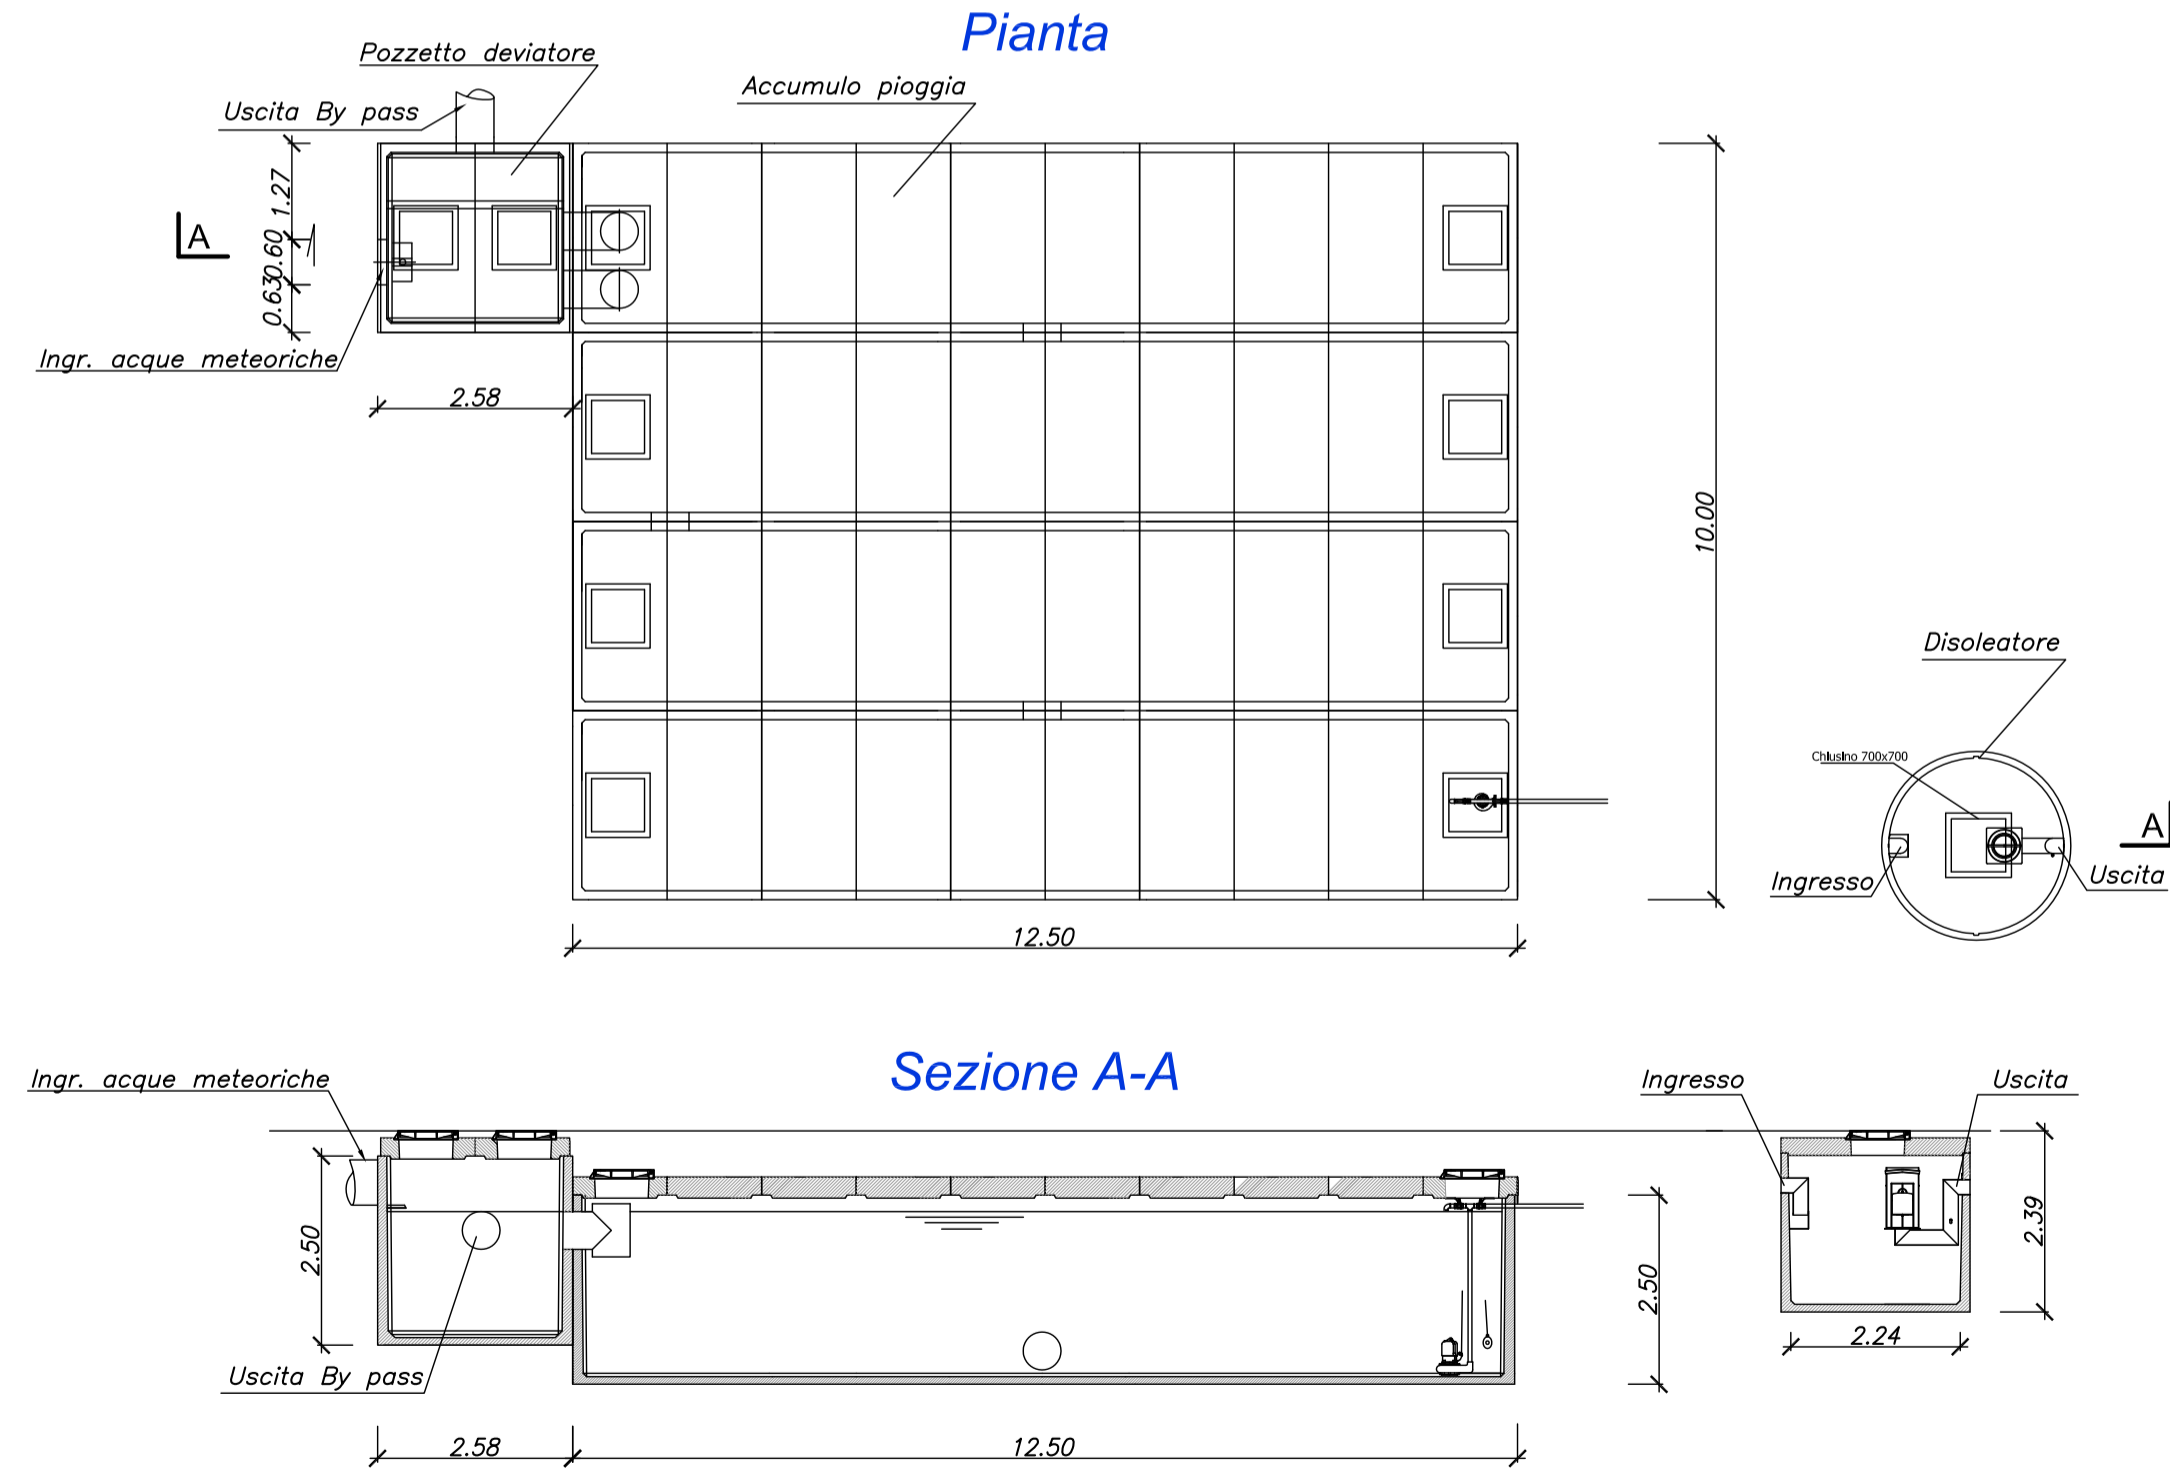 Pianta
Pozzetto deviatore
Accumulo pioggia
Uscita By pass
1.27
A
0.60
0.63
Ingr. acque meteoriche
2.58
10.00
Disoleatore
Chiusino 700x700
A
Ingresso
Uscita
12.50
Sezione A-A
Ingr. acque meteoriche
Ingresso
Uscita
2.50
2.50
2.39
2.24
Uscita By pass
2.58
12.50